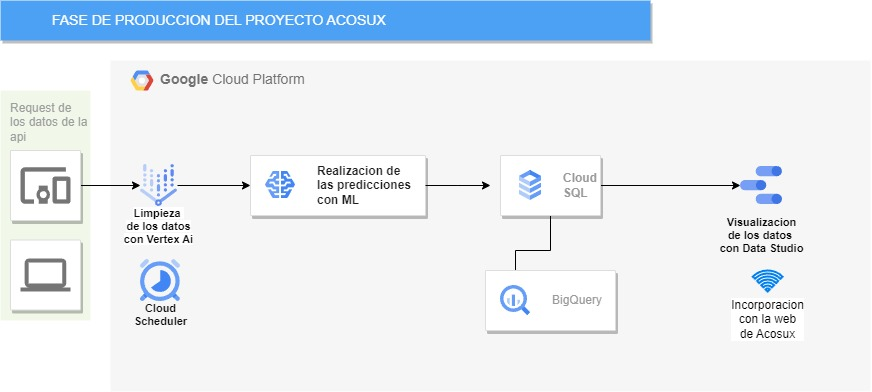 FASE DE PRODUCCION DEL PROYECTO ACOSUX
Google Cloud Platform
Request de
los datos de la
api
Limpieza
de los datos
con Vertex Ai
Realizacion de
las predicciones
con ML
Cloud
SQL
Visualizacion
de los datos
con Data Studio
Cloud
Scheduler
BigQuery
Incorporacion
con la web
de Acosux